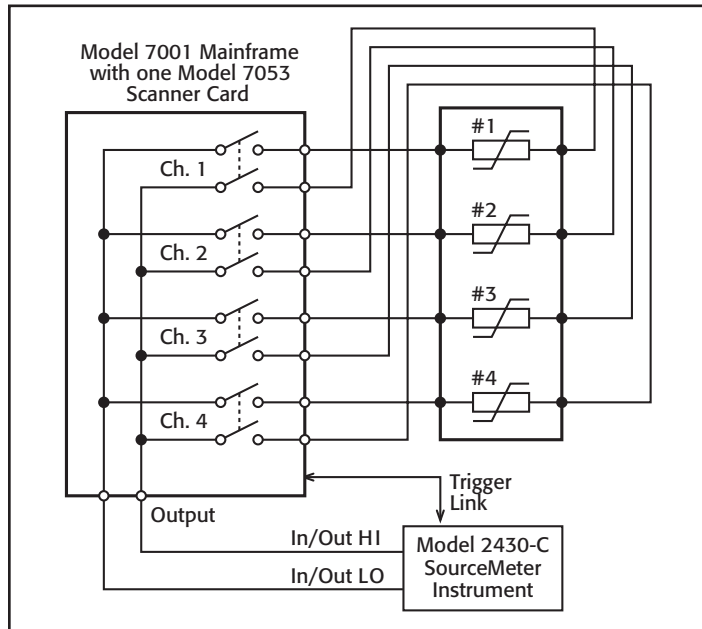 Model 7001 Mainframe
with one Model 7053
Scanner Card
Ch. 1
Ch. 2
Ch. 3
Ch. 4
#1
#2
#3
#4
Output
Trigger
Link
In/Out HI
In/Out LO
Model 2430-C
SourceMeter
Instrument